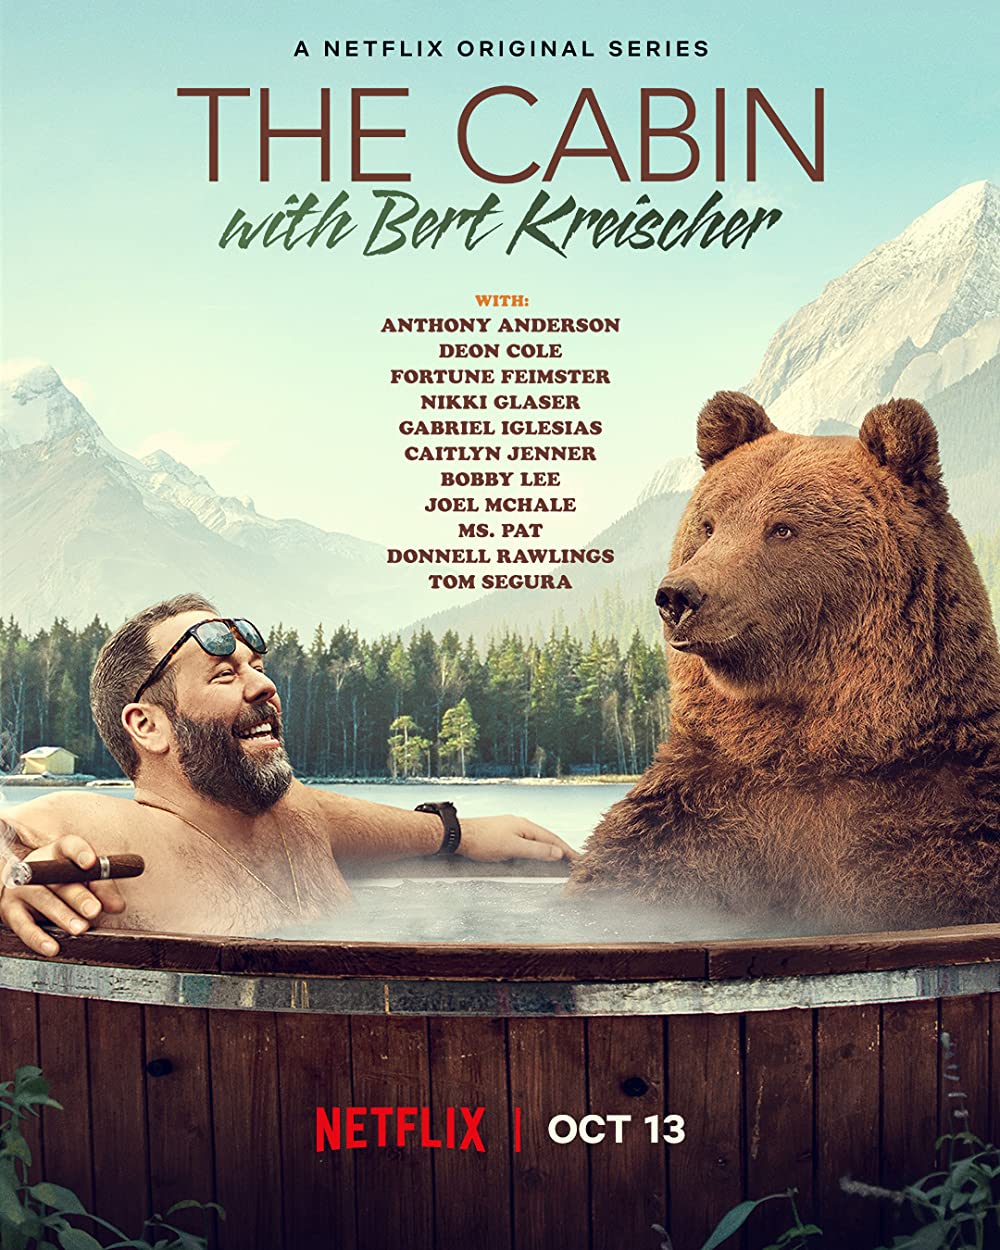 A NETFLIX ORIGINAL SERIES
THE CABIN
with Bert Kreischer
WITH:
ANTHONY ANDERSON
DEON COLE
FORTUNE FEIMSTER
NIKKI GLASER
GABRIEL IGLESIAS
CAITLYN JENNER
BOBBY LEE
JOEL MCHALE
MS. PAT
DONNELL RAWLINGS
TOM SEGURA
NETFLIX | OCT 13